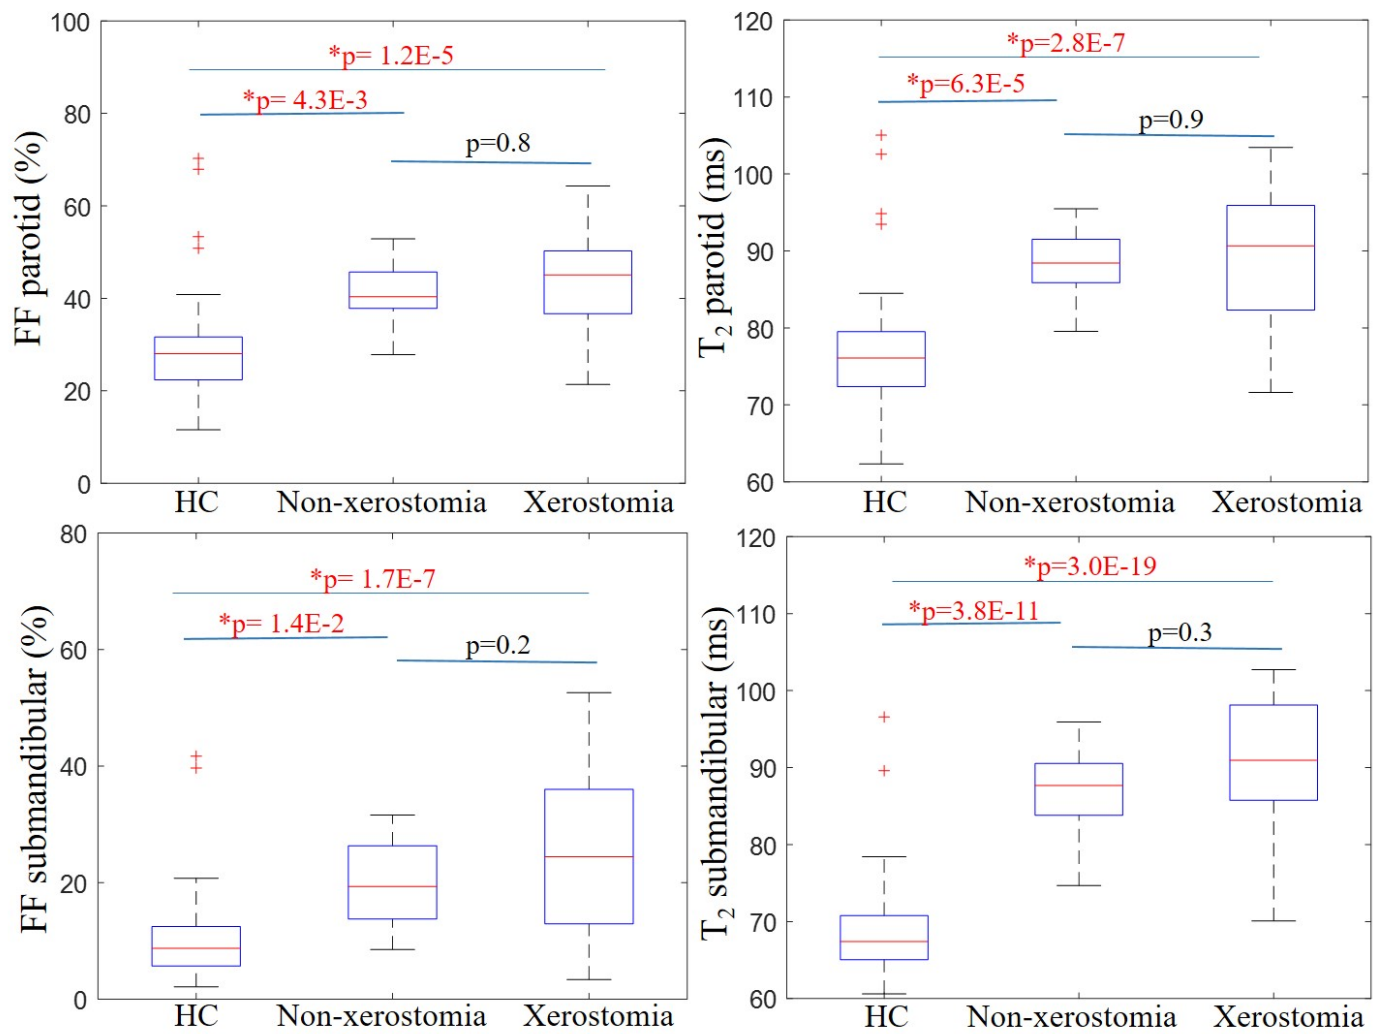 100
80
60
40
20
0
FF parotid (%)
*p= 1.2E-5
*p= 4.3E-3
p=0.8
HC Non-xerostomia Xerostomia
120
110
100
90
80
70
60
T2 parotid (ms)
*p=2.8E-7
*p=6.3E-5
p=0.9
HC Non-xerostomia Xerostomia
80
60
40
20
0
FF submandibular (%)
*p= 1.7E-7
*p= 1.4E-2
p=0.2
HC Non-xerostomia Xerostomia
120
110
100
90
80
70
60
T2 submandibular (ms)
*p=3.0E-19
*p=3.8E-11
p=0.3
HC Non-xerostomia Xerostomia